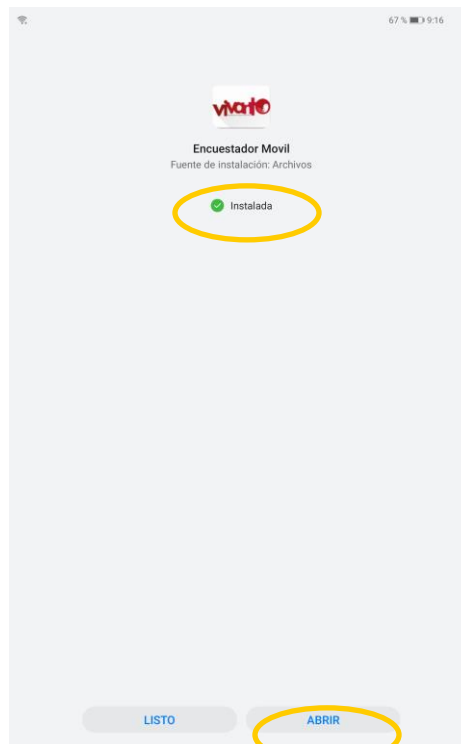 67 % 9:16
vivanto
Encuestador Movil
Fuente de instalación: Archivos
Instalada
LISTO
ABRIR